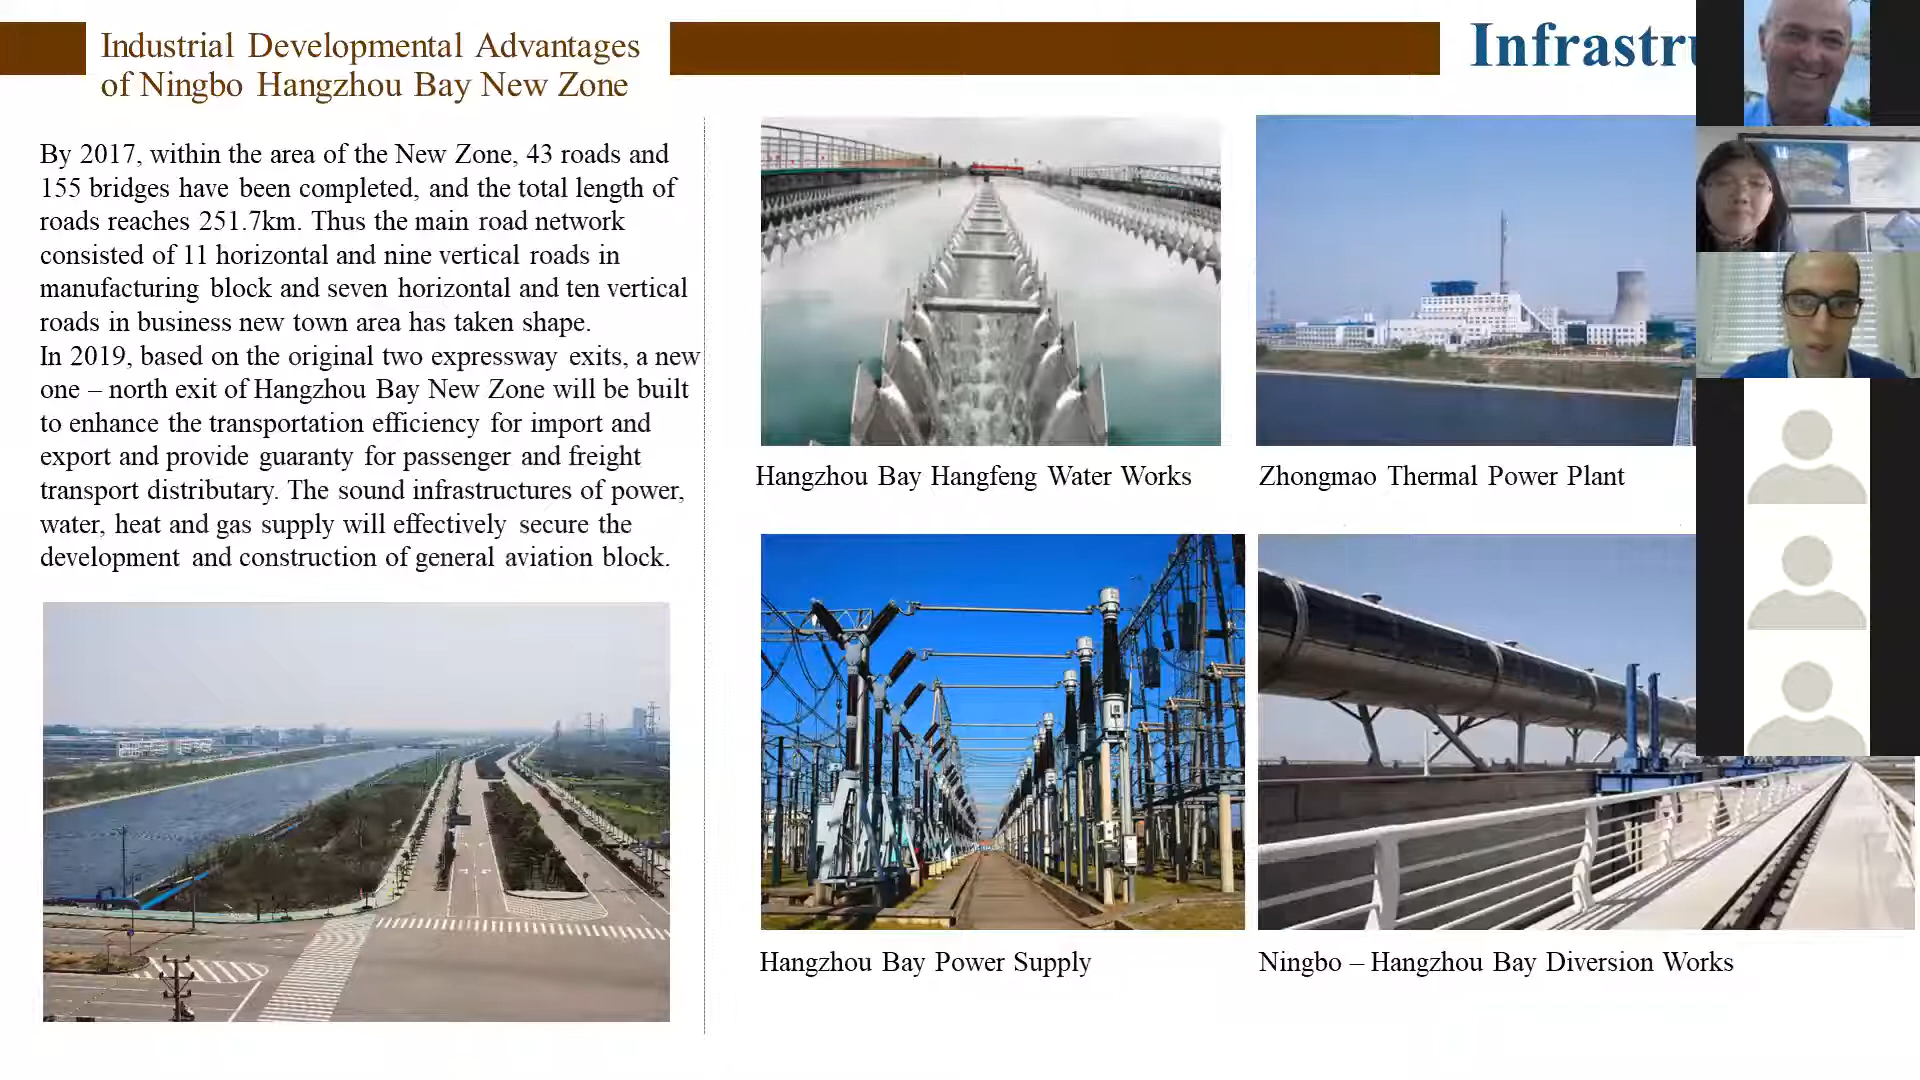 Industrial Developmental Advantages
of Ningbo Hangzhou Bay New Zone
By 2017, within the area of the New Zone, 43 roads and
155 bridges have been completed, and the total length of
roads reaches 251.7km. Thus the main road network
consisted of 11 horizontal and nine vertical roads in
manufacturing block and seven horizontal and ten vertical
roads in business new town area has taken shape.
In 2019, based on the original two expressway exits, a new
one – north exit of Hangzhou Bay New Zone will be built
to enhance the transportation efficiency for import and
export and provide guaranty for passenger and freight
transport distributary. The sound infrastructures of power,
water, heat and gas supply will effectively secure the
development and construction of general aviation block.
Hangzhou Bay Hangfeng Water Works
Zhongmao Thermal Power Plant
Hangzhou Bay Power Supply
Ningbo – Hangzhou Bay Diversion Works